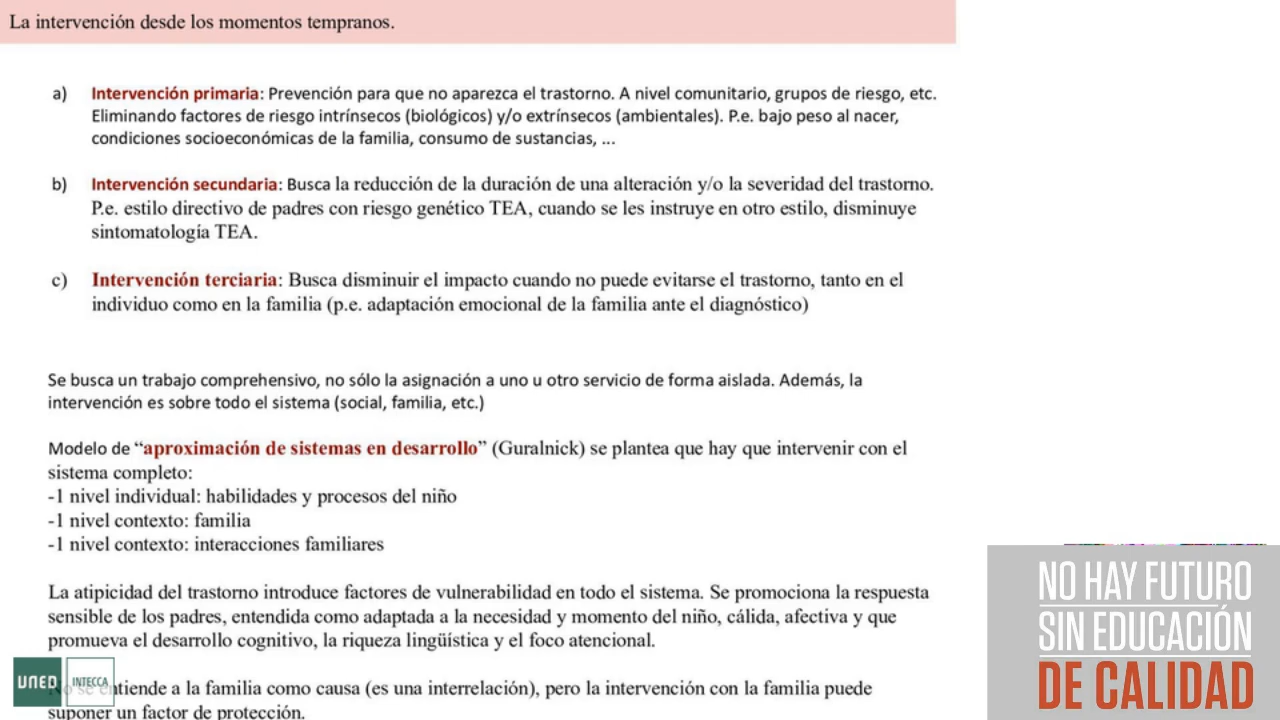 La intervención desde los momentos tempranos.
a) Intervención primaria: Prevención para que no aparezca el trastorno. A nivel comunitario, grupos de riesgo, etc.
Eliminando factores de riesgo intrínsecos (biológicos) y/o extrínsecos (ambientales). P.e. bajo peso al nacer,
condiciones socioeconómicas de la familia, consumo de sustancias, ...
b) Intervención secundaria: Busca la reducción de la duración de una alteración y/o la severidad del trastorno.
P.e. estilo directivo de padres con riesgo genético TEA, cuando se les instruye en otro estilo, disminuye
sintomatología TEA.
c) Intervención terciaria: Busca disminuir el impacto cuando no puede evitarse el trastorno, tanto en el
individuo como en la familia (p.e. adaptación emocional de la familia ante el diagnóstico)
Se busca un trabajo comprehensivo, no sólo la asignación a uno u otro servicio de forma aislada. Además, la
intervención es sobre todo el sistema (social, familia, etc.)
Modelo de “aproximación de sistemas en desarrollo” (Guralnick) se plantea que hay que intervenir con el
sistema completo:
-1 nivel individual: habilidades y procesos del niño
-1 nivel contexto: familia
-1 nivel contexto: interacciones familiares
La atipicidad del trastorno introduce factores de vulnerabilidad en todo el sistema. Se promociona la respuesta
sensible de los padres, entendida como adaptada a la necesidad y momento del niño, cálida, afectiva y que
promueva el desarrollo cognitivo, la riqueza lingüística y el foco atencional.
No se entiende a la familia como causa (es una interrelación), pero la intervención con la familia puede
suponer un factor de protección.
UNED
INTECCA
NO HAY FUTURO
SIN EDUCACIÓN
DE CALIDAD